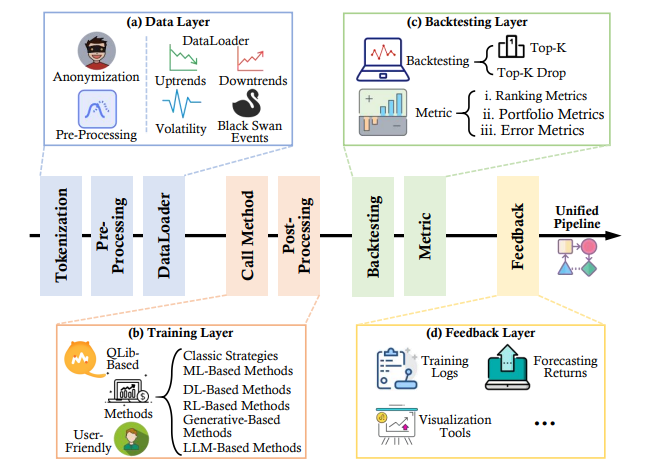 (a) Data Layer
DataLoader
Anonymization
Uptrends
Downtrends
Pre-Processing
Volatility
Black Swan
Events
(c) Backtesting Layer
Backtesting
1
Top-K
Top-K Drop
Metric
i. Ranking Metrics
ii. Portfolio Metrics
iii. Error Metrics
Tokenization
Pre-
Processing
DataLoader
Call Method
Post-
Processing
Backtesting
Metric
Feedback
Unified
Pipeline
(b) Training Layer
QLib-
Based
Methods
User-
Friendly
Classic Strategies
ML-Based Methods
DL-Based Methods
RL-Based Methods
Generative-Based
Methods
LLM-Based Methods
(d) Feedback Layer
Training
Logs
Forecasting
Returns
Visualization
Tools
...